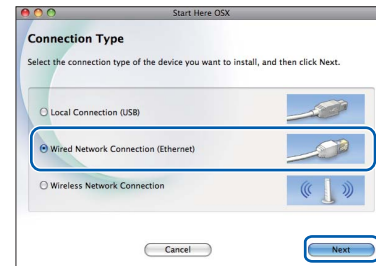 Start Here OSX
Connection Type
Select the connection type of the device you want to install, and then click Next.
Local Connection (USB)
Wired Network Connection (Ethernet)
Wireless Network Connection
Cancel
Next